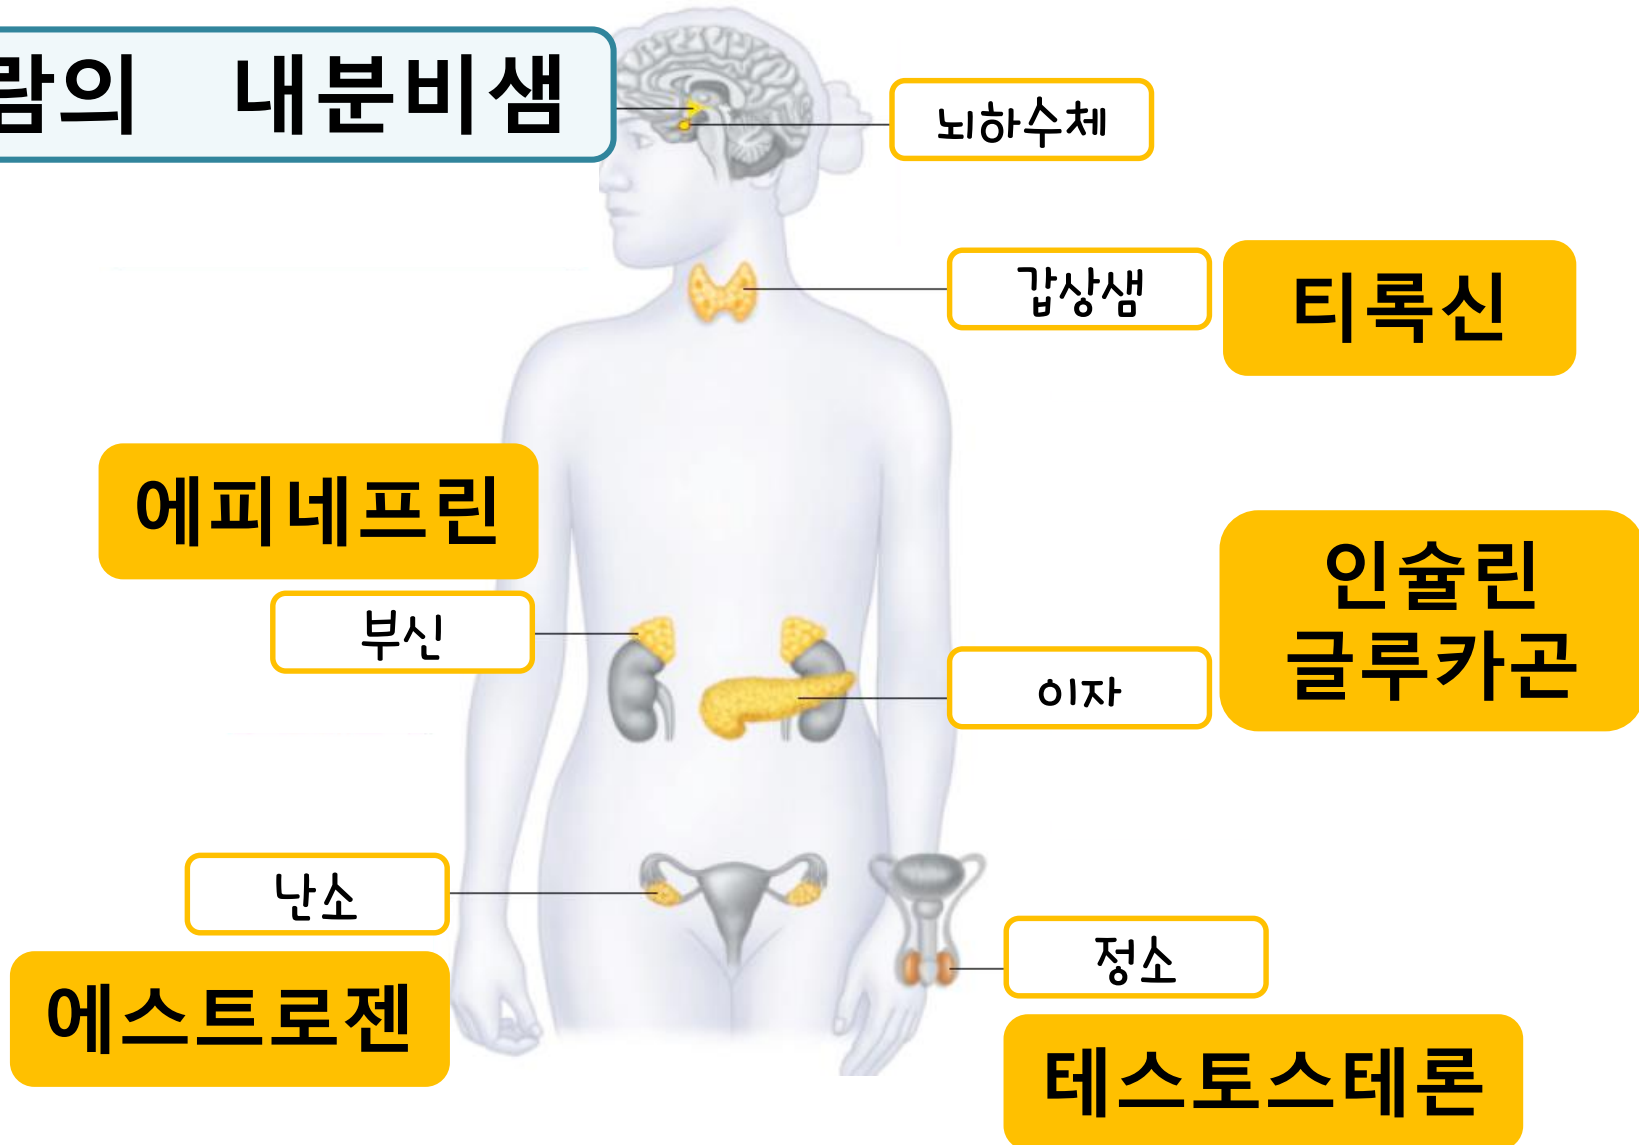 람의 내분비샘
뇌하수체
갑상샘
티록신
에피네프린
부신
인슐린
글루카곤
이자
난소
에스트로젠
정소
테스토스테론